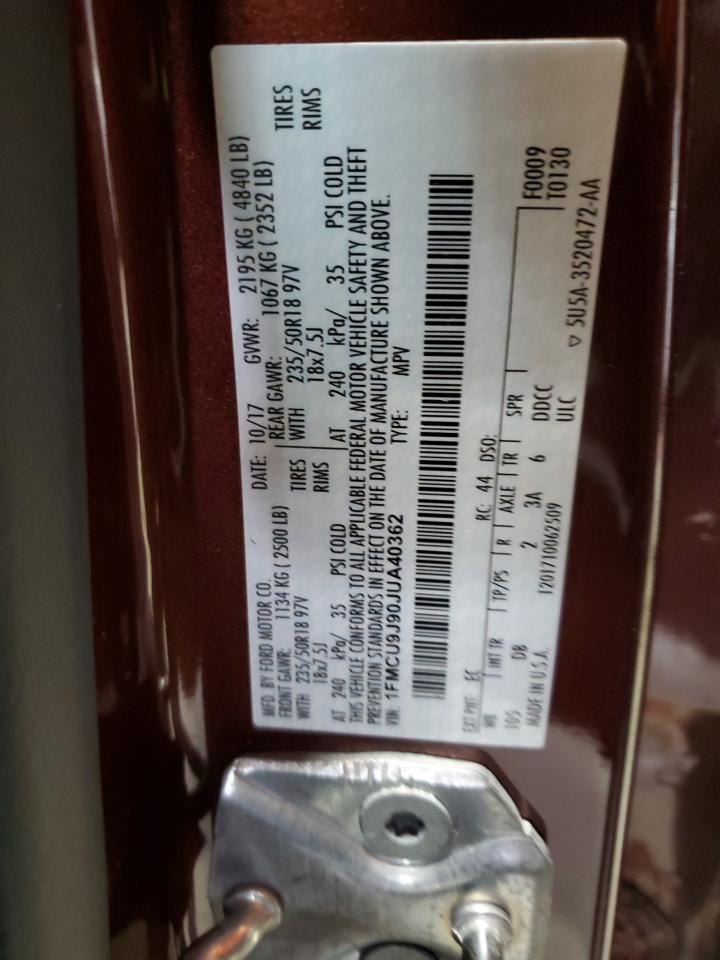 MFD. BY FORD MOTOR CO. DATE: 10/17 GVWR: 2195 KG ( 4840 LB)
FRONT GAWR: 1134 KG ( 2500 LB) REAR GAWR: 1067 KG ( 2352 LB)
WITH 235/50R18 97V TIRES WITH 235/50R18 97V TIRES
18x7.5J RIMS 18x7.5J RIMS
AT 240 kPa/ 35 PSI COLD AT 240 kPa/ 35 PSI COLD
THIS VEHICLE CONFORMS TO ALL APPLICABLE FEDERAL MOTOR VEHICLE SAFETY AND THEFT
PREVENTION STANDARDS IN EFFECT ON THE DATE OF MANUFACTURE SHOWN ABOVE.
VIN: 1FMCU9J90JUA40362 TYPE: MPV
EXT PNT: EC RC: 44 DSO:
WB INT TR TP/PS R AXLE TR SPR F0009
105 DB 2 3A 6 DDCC T0130
ULC
MADE IN U.S.A. 1201710062509 ▽ 5U5A-3520472-AA